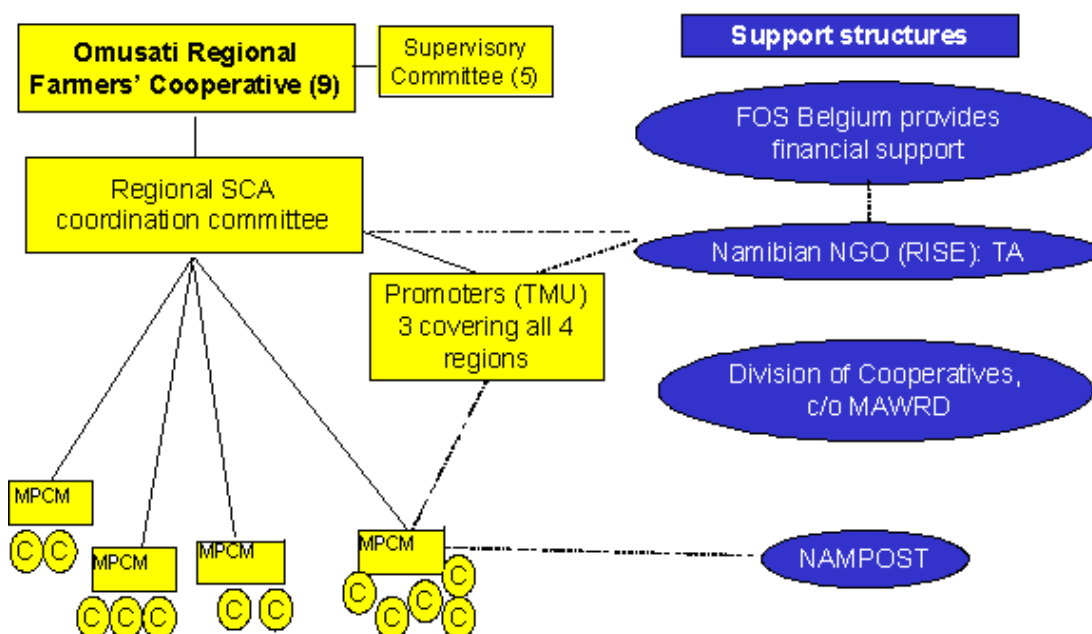 Omusati Regional
Farmers' Cooperative (9)
Supervisory
Committee (5)
Support structures
FOS Belgium provides
financial support
Regional SCA
coordination committee
Namibian NGO (RISE): TA
Promoters (TMU)
3 covering all 4
regions
Division of Cooperatives,
c/o MAWRD
MPCM
C C
MPCM
C C C
MPCM
C C
MPCM
C C C C C
NAMPOST